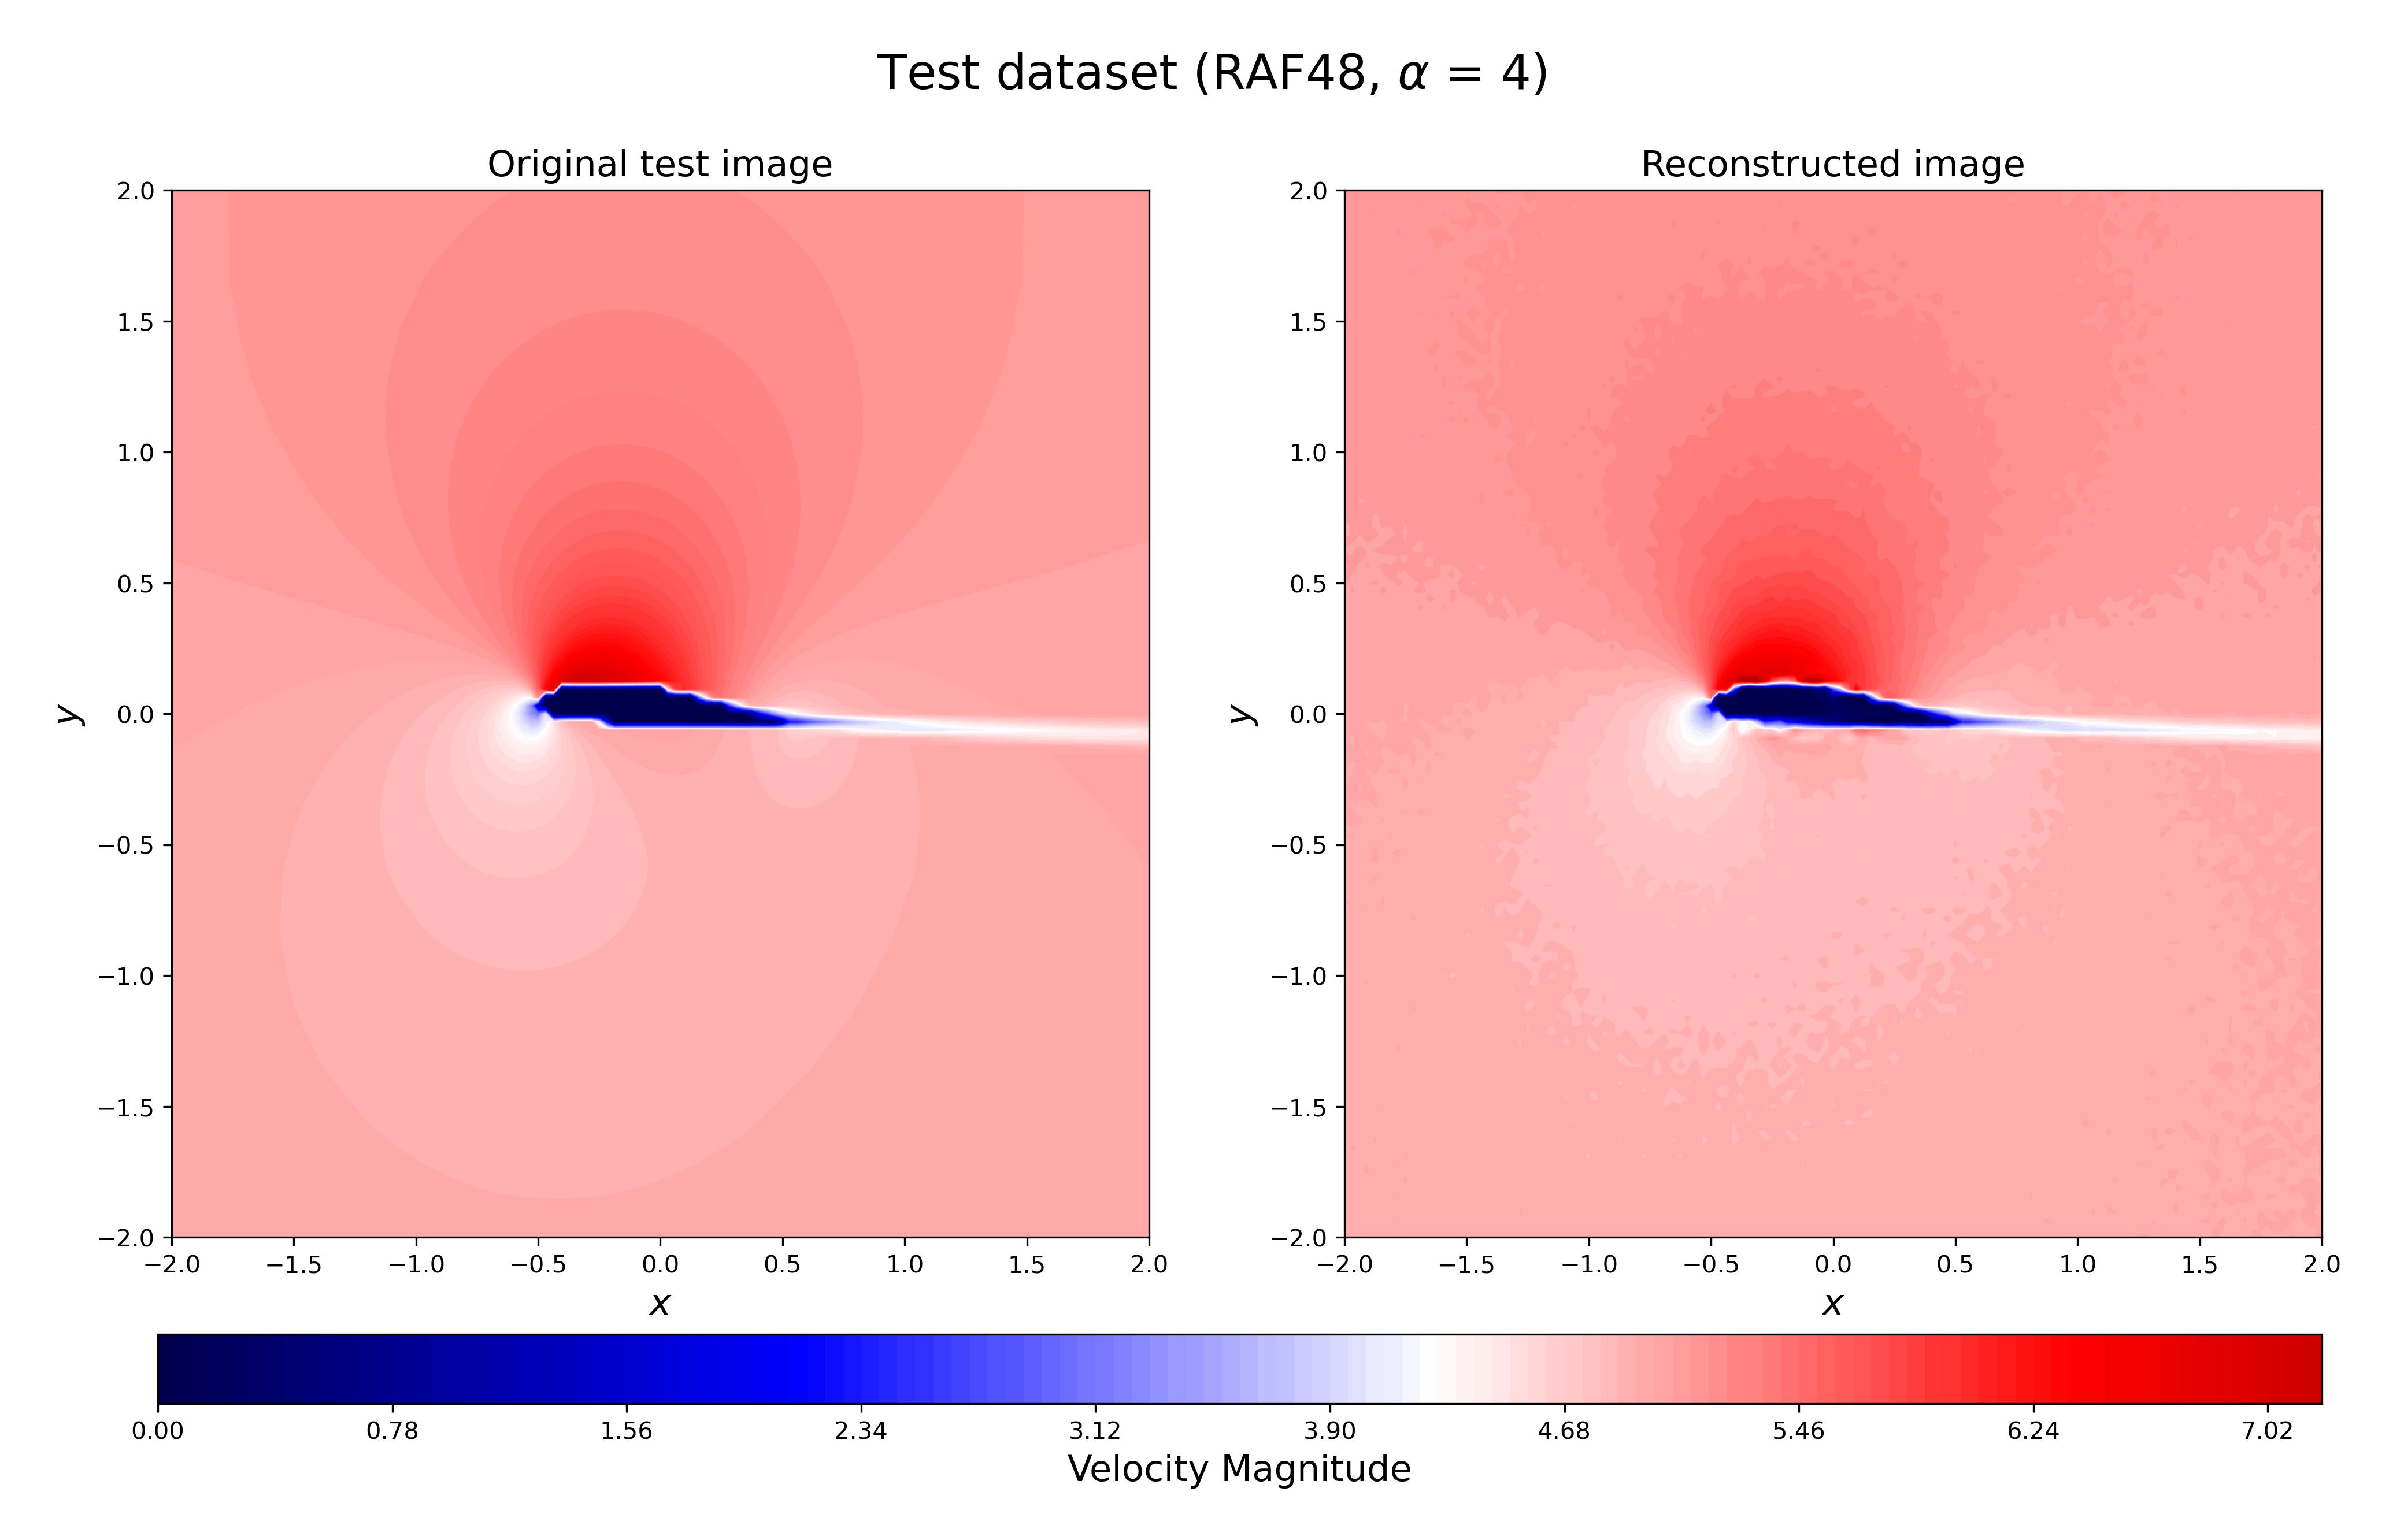 Test dataset (RAF48, α = 4)
Original test image
2.0
1.5
1.0
0.5
0.0
−0.5
−1.0
−1.5
−2.0
y
−2.0 −1.5 −1.0 −0.5 0.0 0.5 1.0 1.5 2.0
x
Reconstructed image
2.0
1.5
1.0
0.5
0.0
−0.5
−1.0
−1.5
−2.0
y
−2.0 −1.5 −1.0 −0.5 0.0 0.5 1.0 1.5 2.0
x
0.00 0.78 1.56 2.34 3.12 3.90 4.68 5.46 6.24 7.02
Velocity Magnitude